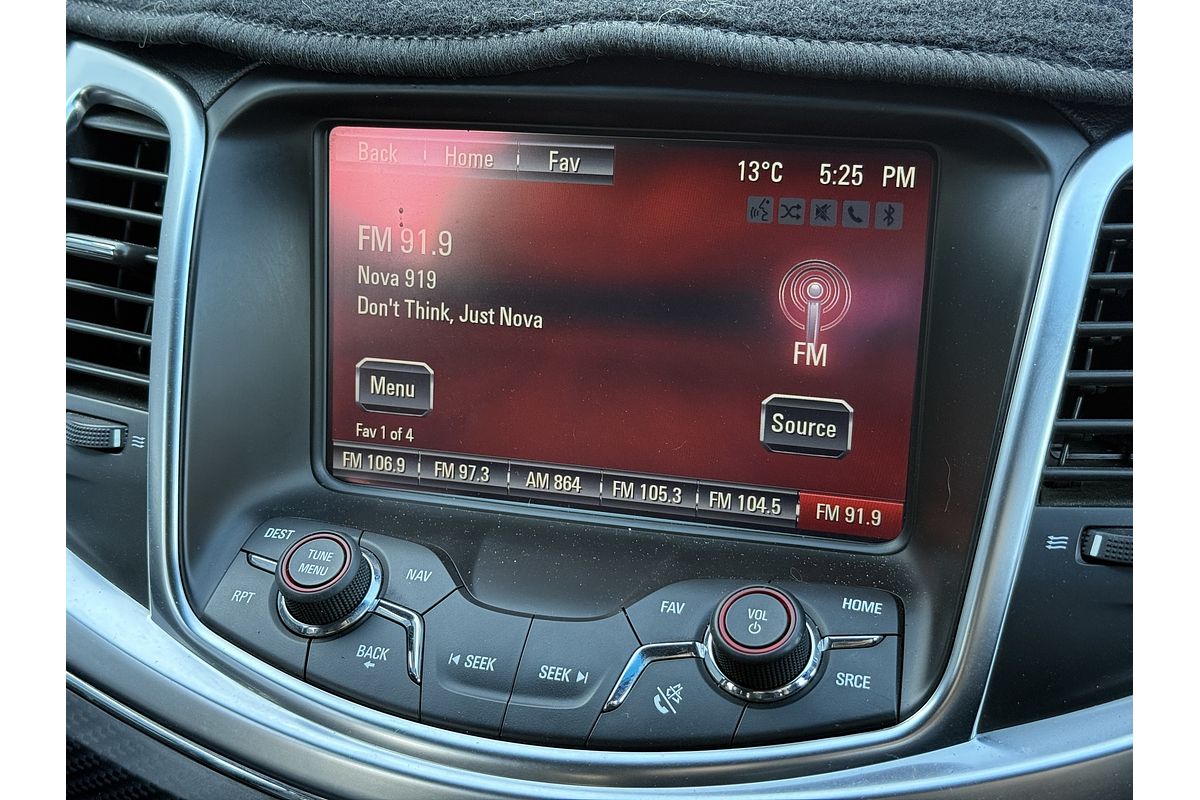 Back Home Fav
13°C 5:25 PM
FM 91.9
Nova 919
Don't Think, Just Nova
FM
Menu
Source
Fav 1 of 4
FM 106.9 FM 97.3 AM 864 FM 105.3 FM 104.5 FM 91.9
DEST
TUNE
MENU
NAV
RPT
BACK
SEEK
SEEK
FAV
VOL
HOME
SRCE